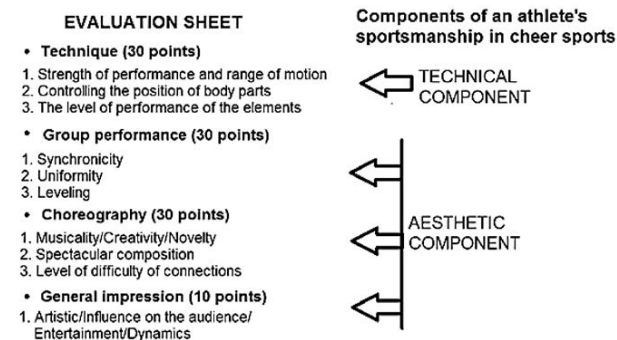 EVALUATION SHEET
• Technique (30 points)
1. Strength of performance and range of motion
2. Controlling the position of body parts
3. The level of performance of the elements
• Group performance (30 points)
1. Synchronicity
2. Uniformity
3. Leveling
• Choreography (30 points)
1. Musicality/Creativity/Novelty
2. Spectacular composition
3. Level of difficulty of connections
• General impression (10 points)
1. Artistic/Influence on the audience/
Entertainment/Dynamics
Components of an athlete's
sportsmanship in cheer sports
TECHNICAL
COMPONENT
AESTHETIC
COMPONENT